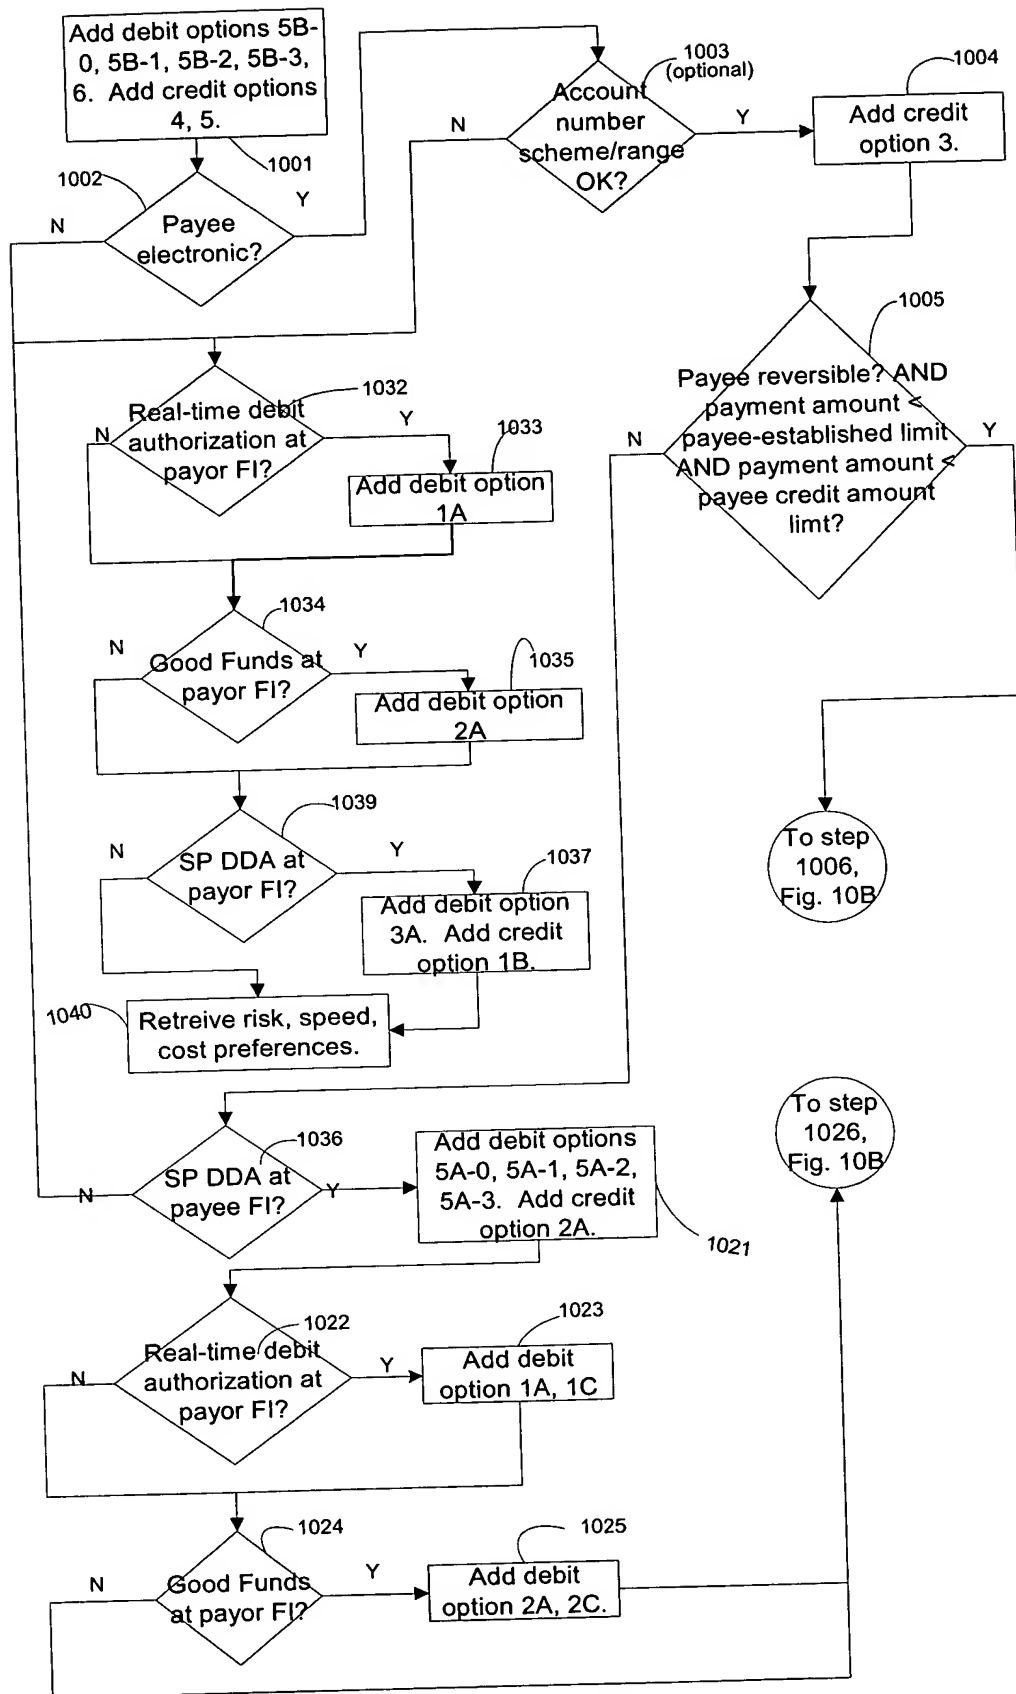 Add debit options 5B-
0, 5B-1, 5B-2, 5B-3,
6. Add credit options
4, 5.
1001
1002
Payee
electronic?
N
Y
1003
(optional)
Account
number
scheme/range
OK?
N
Y
1004
Add credit
option 3.
1005
Payee reversible? AND
payment amount <
payee-established limit
AND payment amount <
payee credit amount
limt?
N
Y
1032
Real-time debit
authorization at
payor FI?
N
Y
1033
Add debit option
1A
1034
Good Funds at
payor FI?
N
Y
1035
Add debit option
2A
1039
SP DDA at
payor FI?
N
Y
1037
Add debit option
3A. Add credit
option 1B.
1040
Retreive risk, speed,
cost preferences.
To step
1006,
Fig. 10B
1036
SP DDA at
payee FI?
N
Y
Add debit options
5A-0, 5A-1, 5A-2,
5A-3. Add credit
option 2A.
1021
To step
1026,
Fig. 10B
1022
Real-time debit
authorization at
payor FI?
N
Y
1023
Add debit
option 1A, 1C
1024
Good Funds
at payor FI?
N
Y
1025
Add debit
option 2A, 2C.